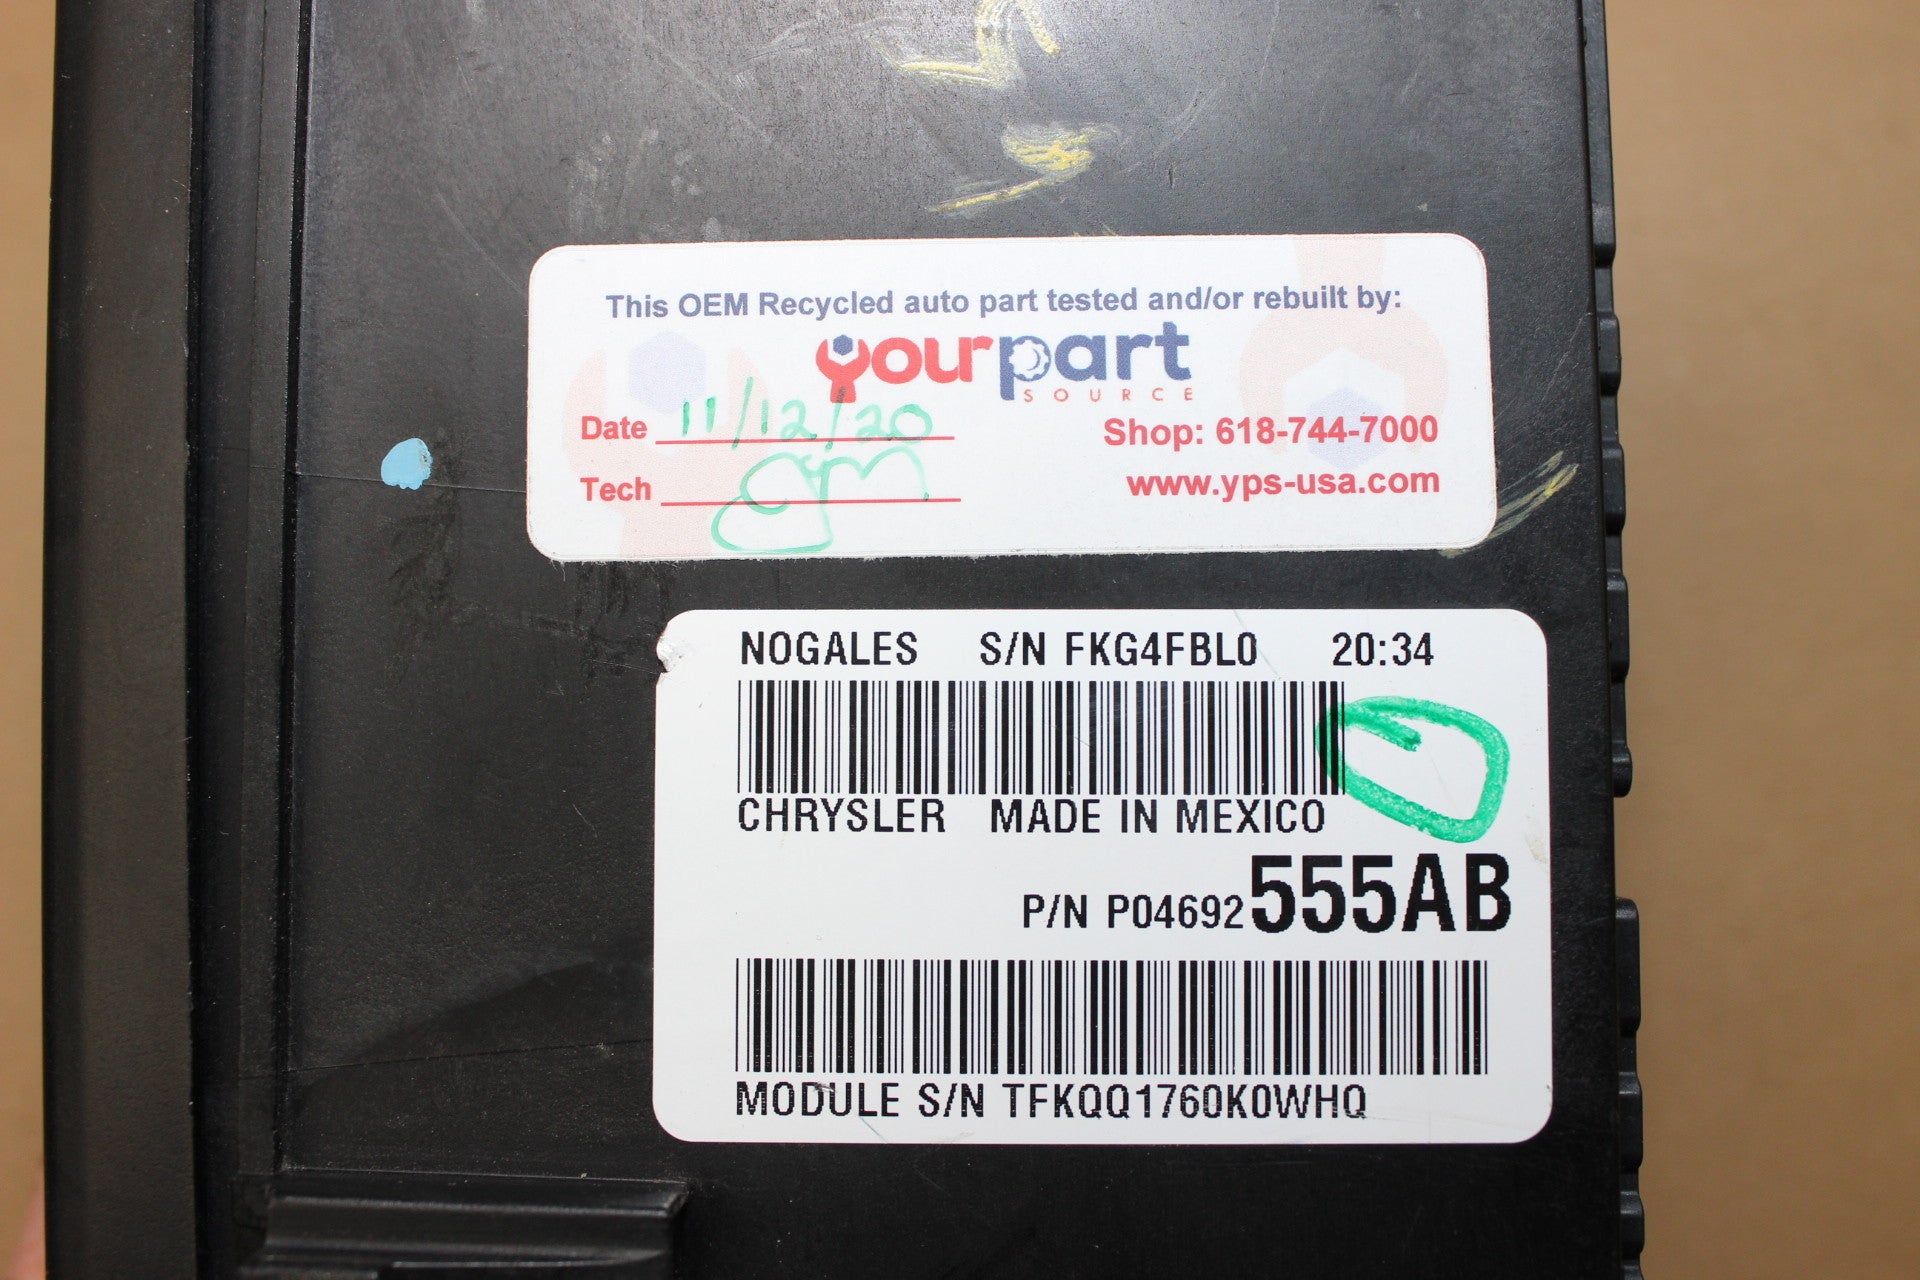 This OEM Recycled auto part tested and/or rebuilt by:
yourpart
SOURCE
Date 11/12/20
Shop: 618-744-7000
Tech
www.yps-usa.com
NOGALES S/N FKG4FBL0 20:34
CHRYSLER MADE IN MEXICO
P/N P04692555AB
MODULE S/N TFKQQ1760K0WHQ